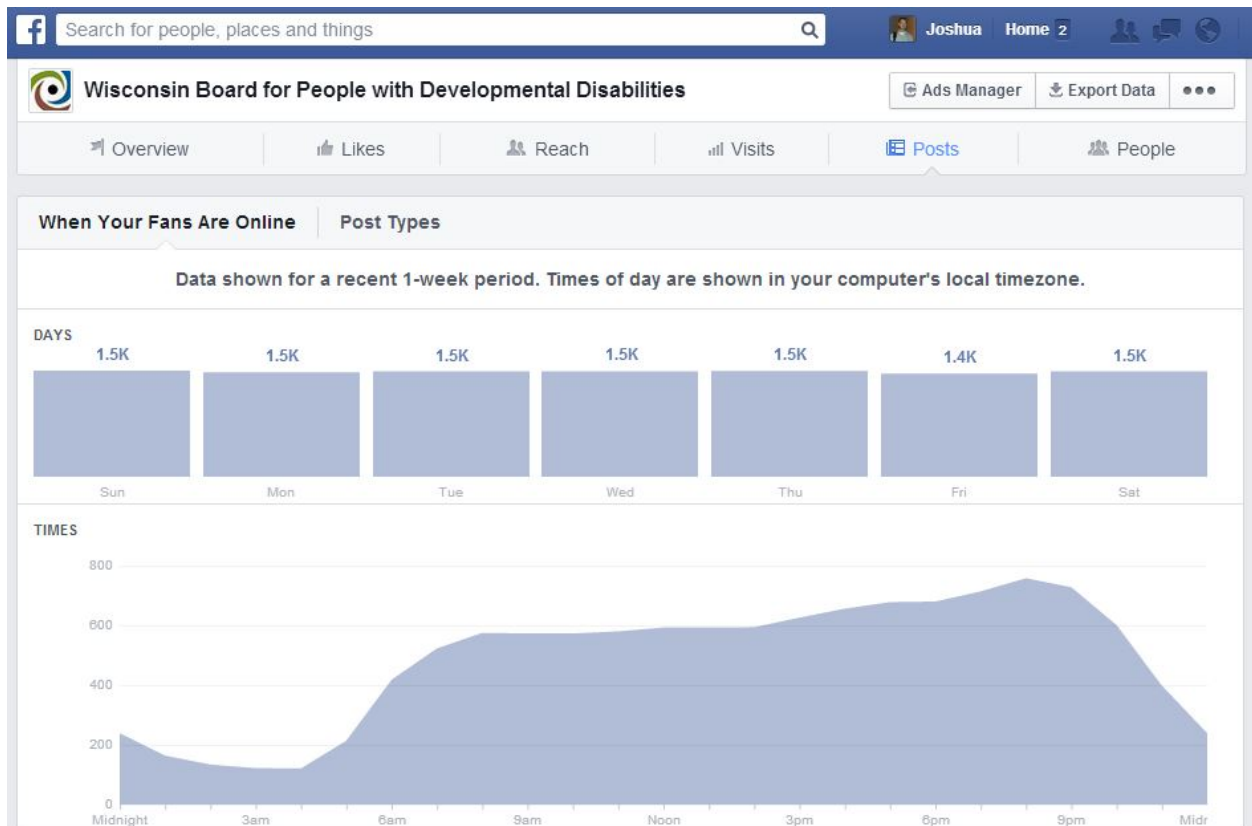 f Search for people, places and things Joshua Home 2
Wisconsin Board for People with Developmental Disabilities Ads Manager Export Data
Overview Likes Reach Visits Posts People
When Your Fans Are Online Post Types
Data shown for a recent 1-week period. Times of day are shown in your computer's local timezone.
DAYS
1.5K 1.5K 1.5K 1.5K 1.5K 1.4K 1.5K
Sun Mon Tue Wed Thu Fri Sat
TIMES
800
600
400
200
0
Midnight 3am 6am 9am Noon 3pm 6pm 9pm Midr